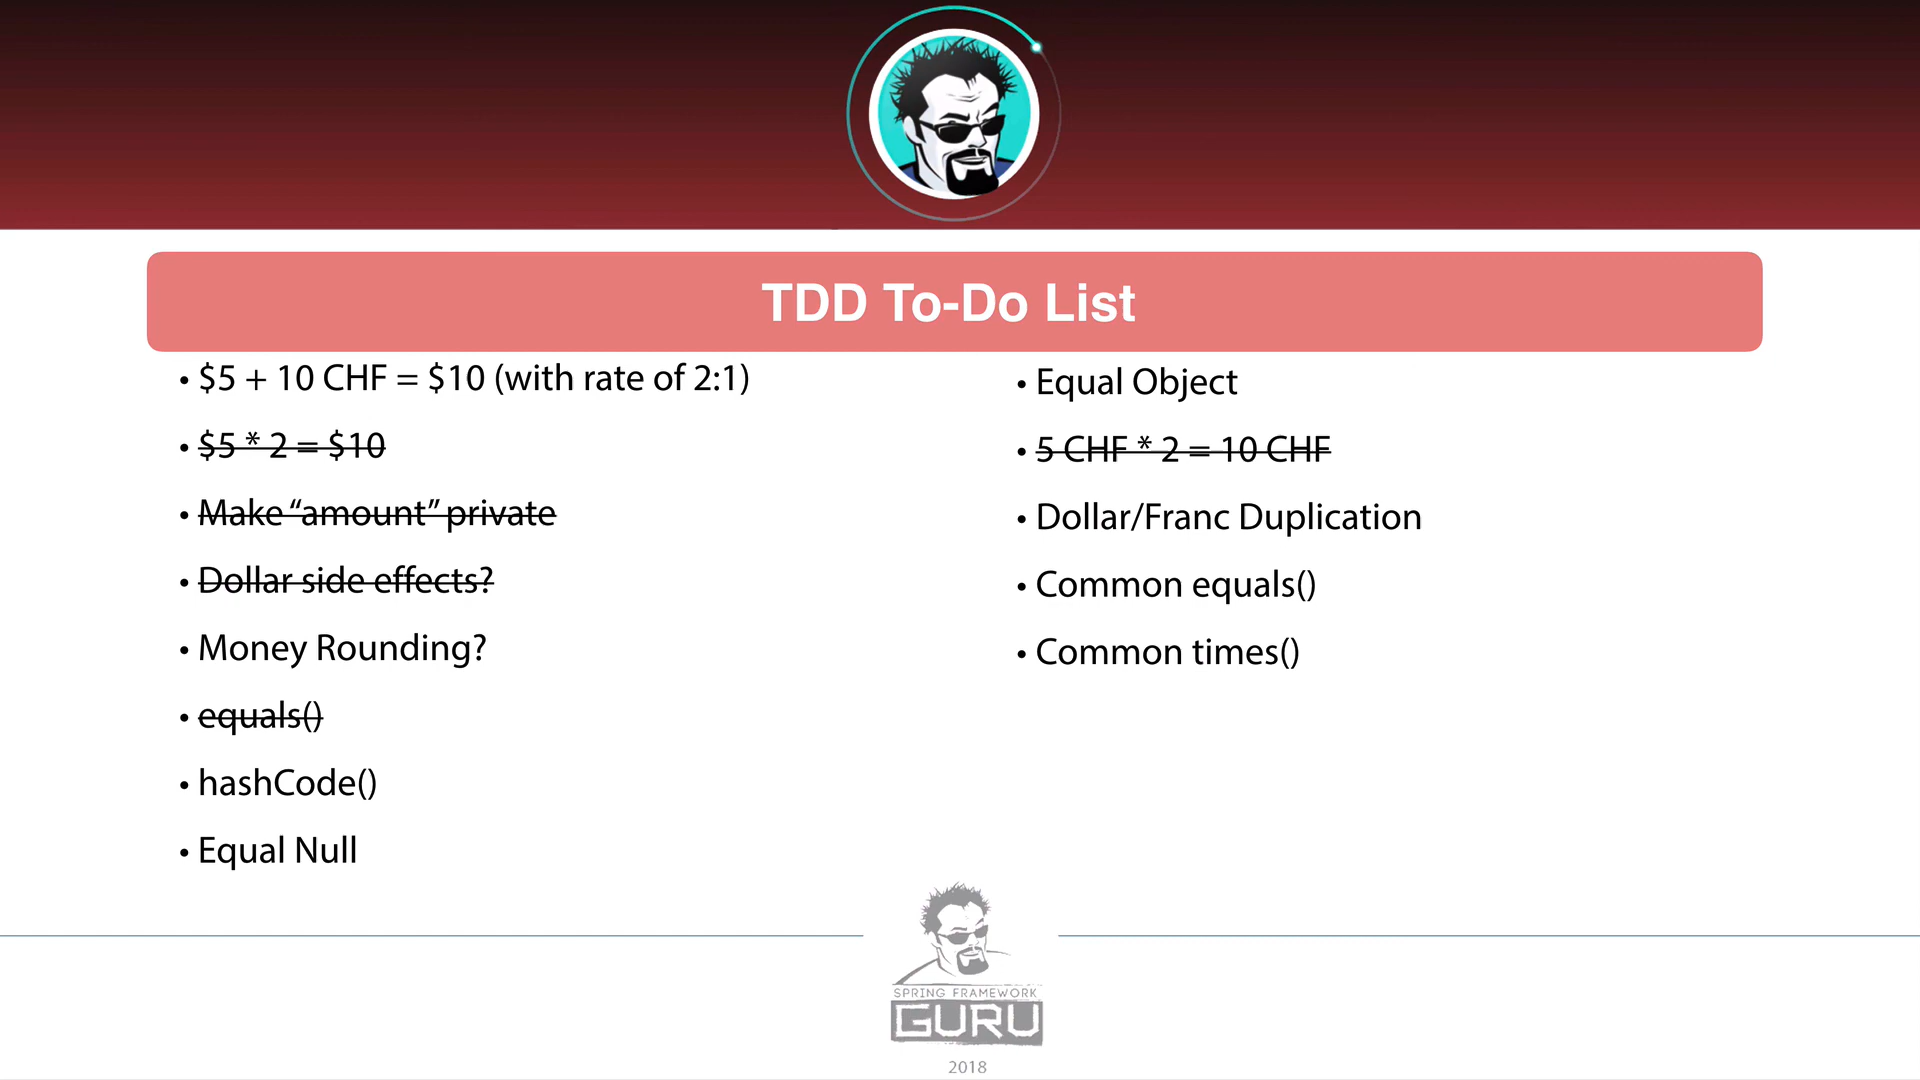 TDD To-Do List
• $5 + 10 CHF = $10 (with rate of 2:1)
• $5 * 2 = $10
• Make “amount” private
• Dollar side effects?
• Money Rounding?
• equals()
• hashCode()
• Equal Null
• Equal Object
• 5 CHF * 2 = 10 CHF
• Dollar/Franc Duplication
• Common equals()
• Common times()
SPRING FRAMEWORK
GURU
2018